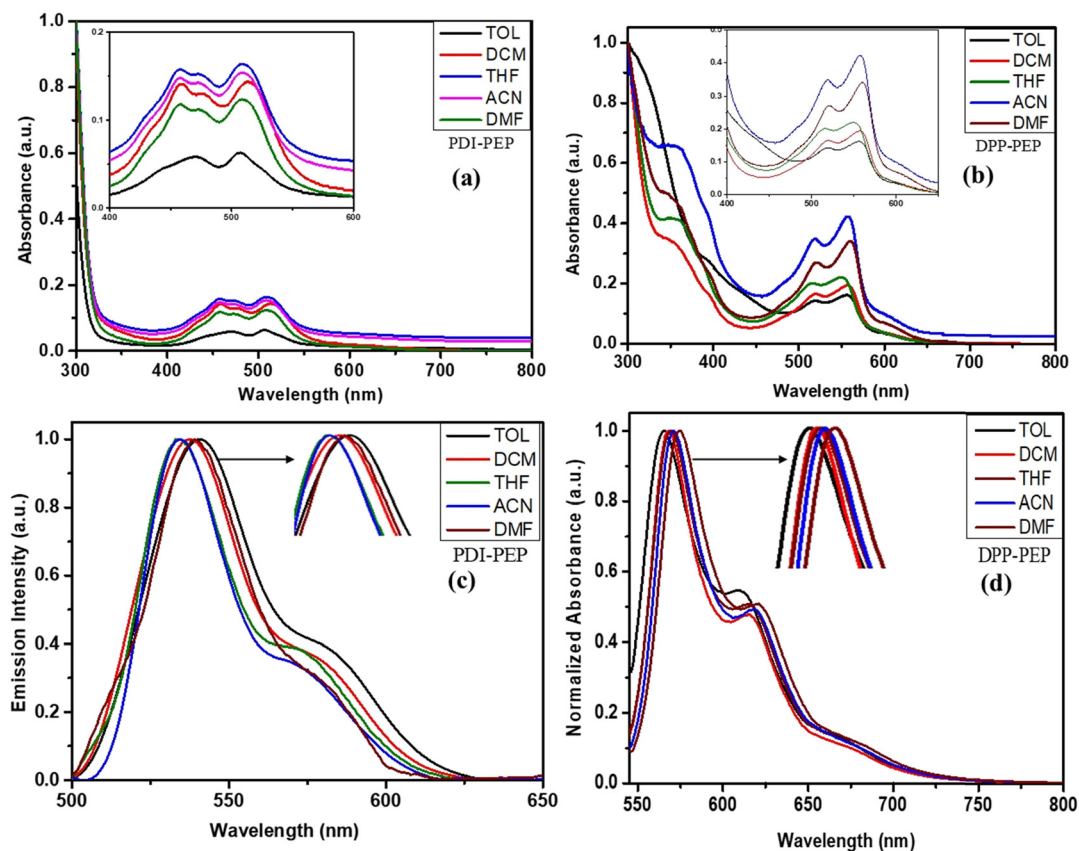 1.0
0.8
0.6
0.4
0.2
0.0
Absorbance (a.u.)
0.2
0.1
0.0
400
500
600
TOL
DCM
THF
ACN
DMF
PDI-PEP
(a)
300
400
500
600
700
800
Wavelength (nm)
1.0
0.8
0.6
0.4
0.2
0.0
Absorbance (a.u.)
0.5
0.4
0.3
0.2
0.1
0.0
400
500
600
TOL
DCM
THF
ACN
DMF
DPP-PEP
(b)
300
400
500
600
700
800
Wavelength (nm)
1.0
0.8
0.6
0.4
0.2
0.0
Emission Intensity (a.u.)
TOL
DCM
THF
ACN
DMF
PDI-PEP
(c)
500
550
600
650
Wavelength (nm)
1.0
0.8
0.6
0.4
0.2
0.0
Normalized Absorbance (a.u.)
TOL
DCM
THF
ACN
DMF
DPP-PEP
(d)
550
600
650
700
750
800
Wavelength (nm)